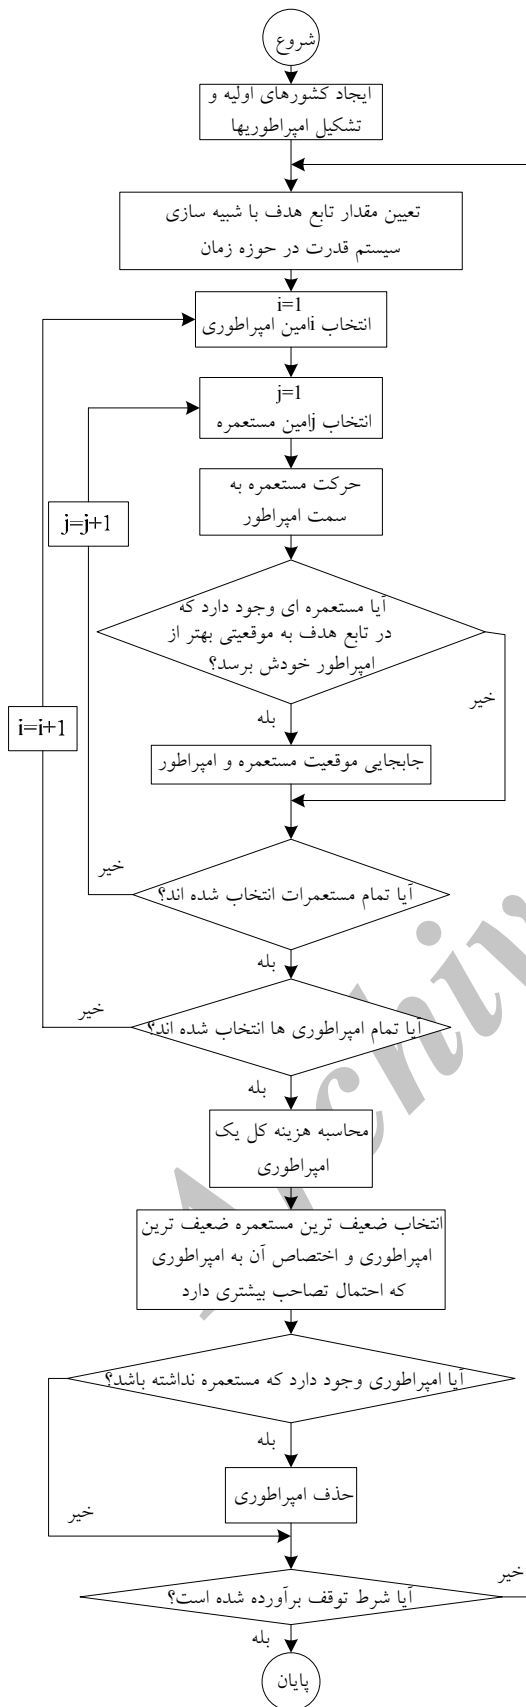 شروع
ایجاد کشورهای اولیه و
تشکیل امپراطوریها
تعیین مقدار تابع هدف با شبیه سازی
سیستم قدرت در حوزه زمان
i=1
انتخاب iامین امپراطوری
j=1
انتخاب jامین مستعمره
حرکت مستعمره به
سمت امپراطور
j=j+1
آیا مستعمره ای وجود دارد که
در تابع هدف به موقعیتی بهتر از
امپراطور خودش برسد؟
خیر
بله
i=i+1
جابجایی موقعیت مستعمره و امپراطور
خیر
آیا تمام مستعمرات انتخاب شده اند؟
بله
خیر
آیا تمام امپراطوری ها انتخاب شده اند؟
بله
محاسبه هزینه کل یک
امپراطوری
انتخاب ضعیف ترین مستعمره ضعیف ترین
امپراطوری و اختصاص آن به امپراطوری
که احتمال تصاحب بیشتری دارد
آیا امپراطوری وجود دارد که مستعمره نداشته باشد؟
بله
حذف امپراطوری
خیر
خیر
آیا شرط توقف برآورده شده است؟
بله
پایان
Archiv